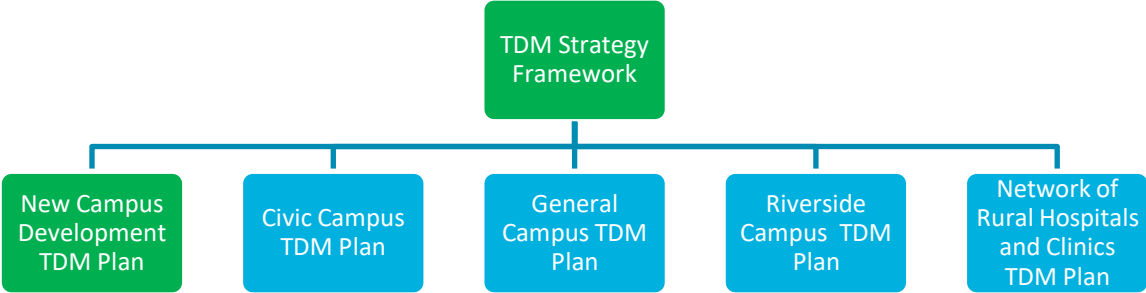 TDM Strategy
Framework
New Campus
Development
TDM Plan
Civic Campus
TDM Plan
General
Campus TDM
Plan
Riverside
Campus TDM
Plan
Network of
Rural Hospitals
and Clinics
TDM Plan